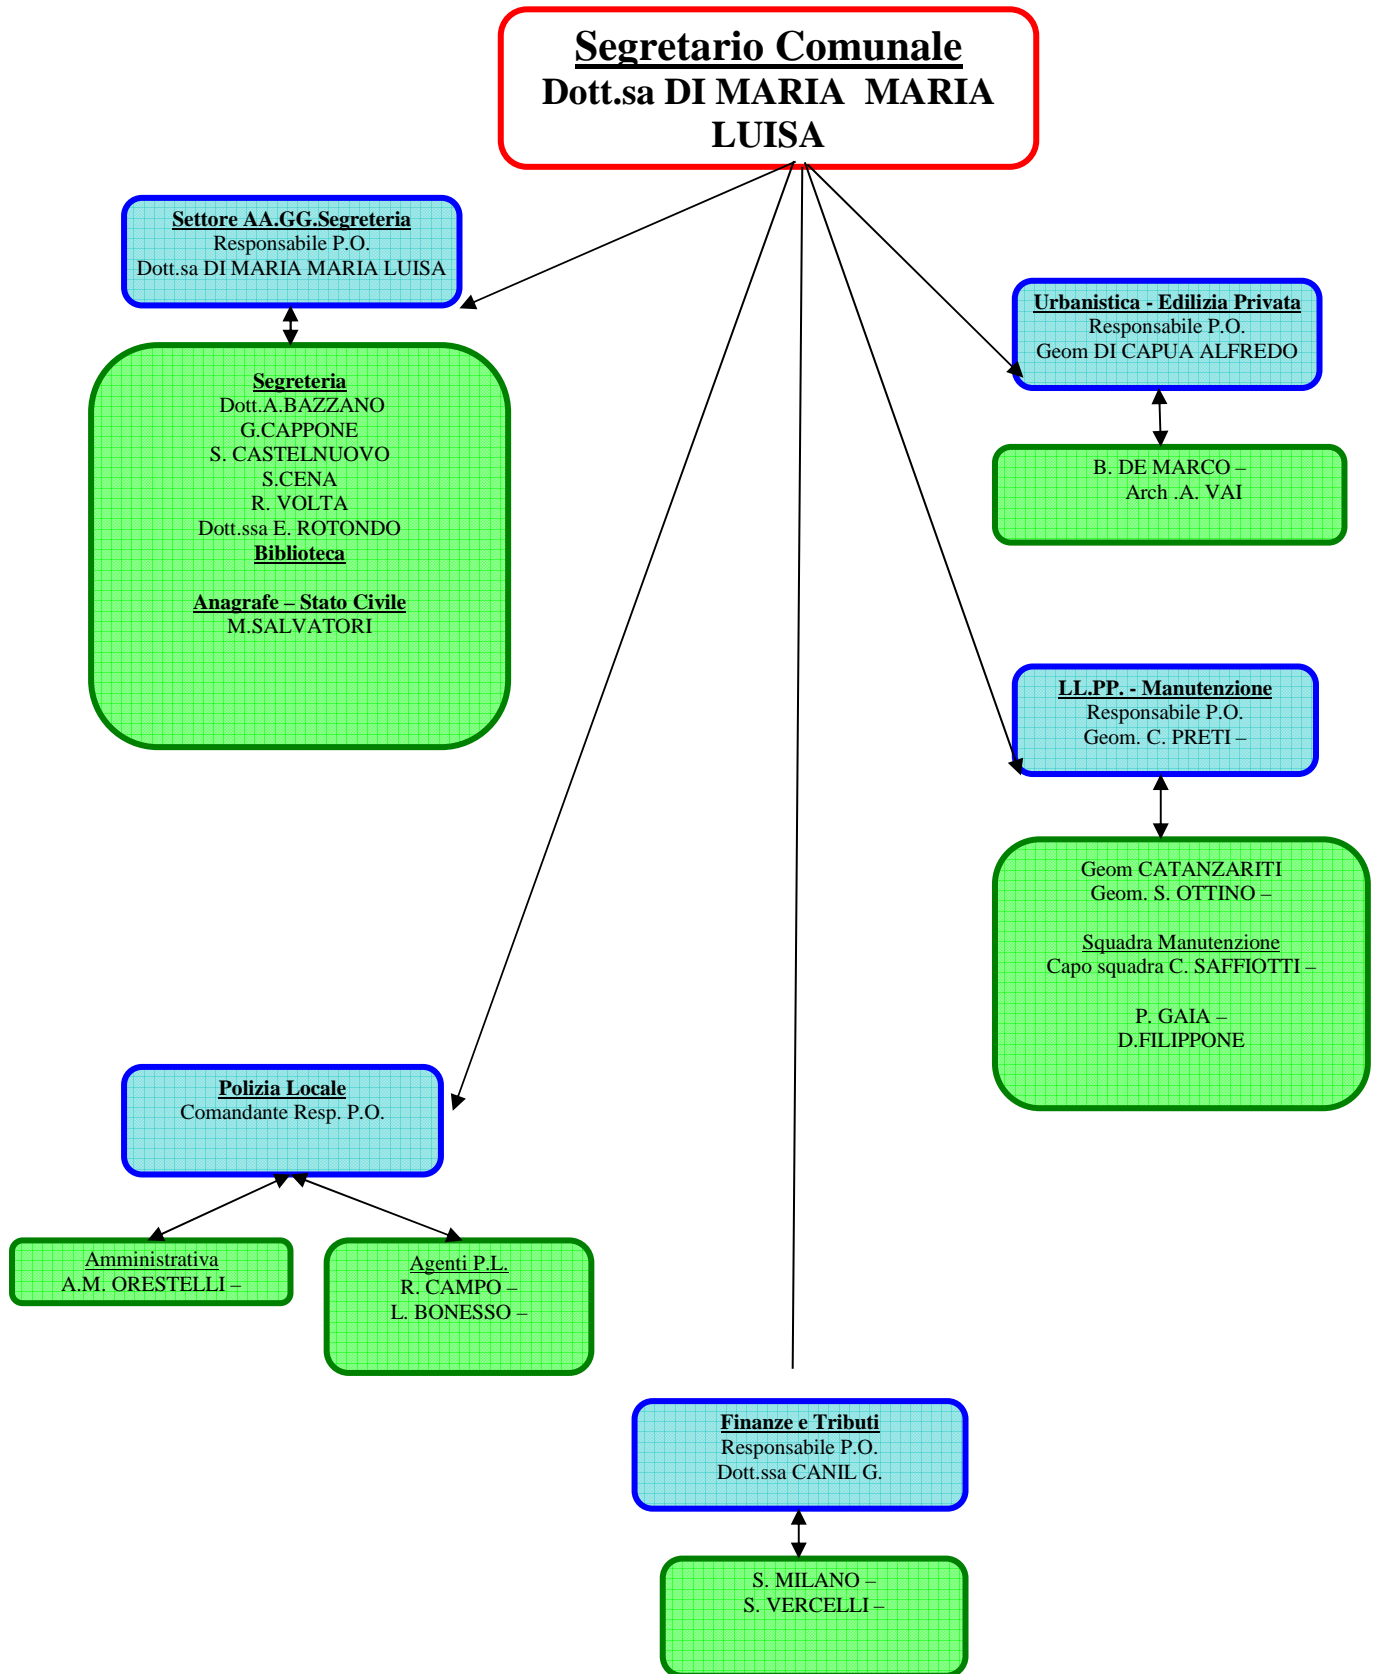 Segretario Comunale
Dott.sa DI MARIA MARIA
LUISA
Settore AA.GG.Segreteria
Responsabile P.O.
Dott.sa DI MARIA MARIA LUISA
Segreteria
Dott.A.BAZZANO
G.CAPPONE
S. CASTELNUOVO
S.CENA
R. VOLTA
Dott.ssa E. ROTONDO
Biblioteca
Anagrafe – Stato Civile
M.SALVATORI
Urbanistica - Edilizia Privata
Responsabile P.O.
Geom DI CAPUA ALFREDO
B. DE MARCO –
Arch .A. VAI
LL.PP. - Manutenzione
Responsabile P.O.
Geom. C. PRETI –
Geom CATANZARITI
Geom. S. OTTINO –
Squadra Manutenzione
Capo squadra C. SAFFIOTTI –
P. GAIA –
D.FILIPPONE
Polizia Locale
Comandante Resp. P.O.
Amministrativa
A.M. ORESTELLI –
Agenti P.L.
R. CAMPO –
L. BONESSO –
Finanze e Tributi
Responsabile P.O.
Dott.ssa CANIL G.
S. MILANO –
S. VERCELLI –